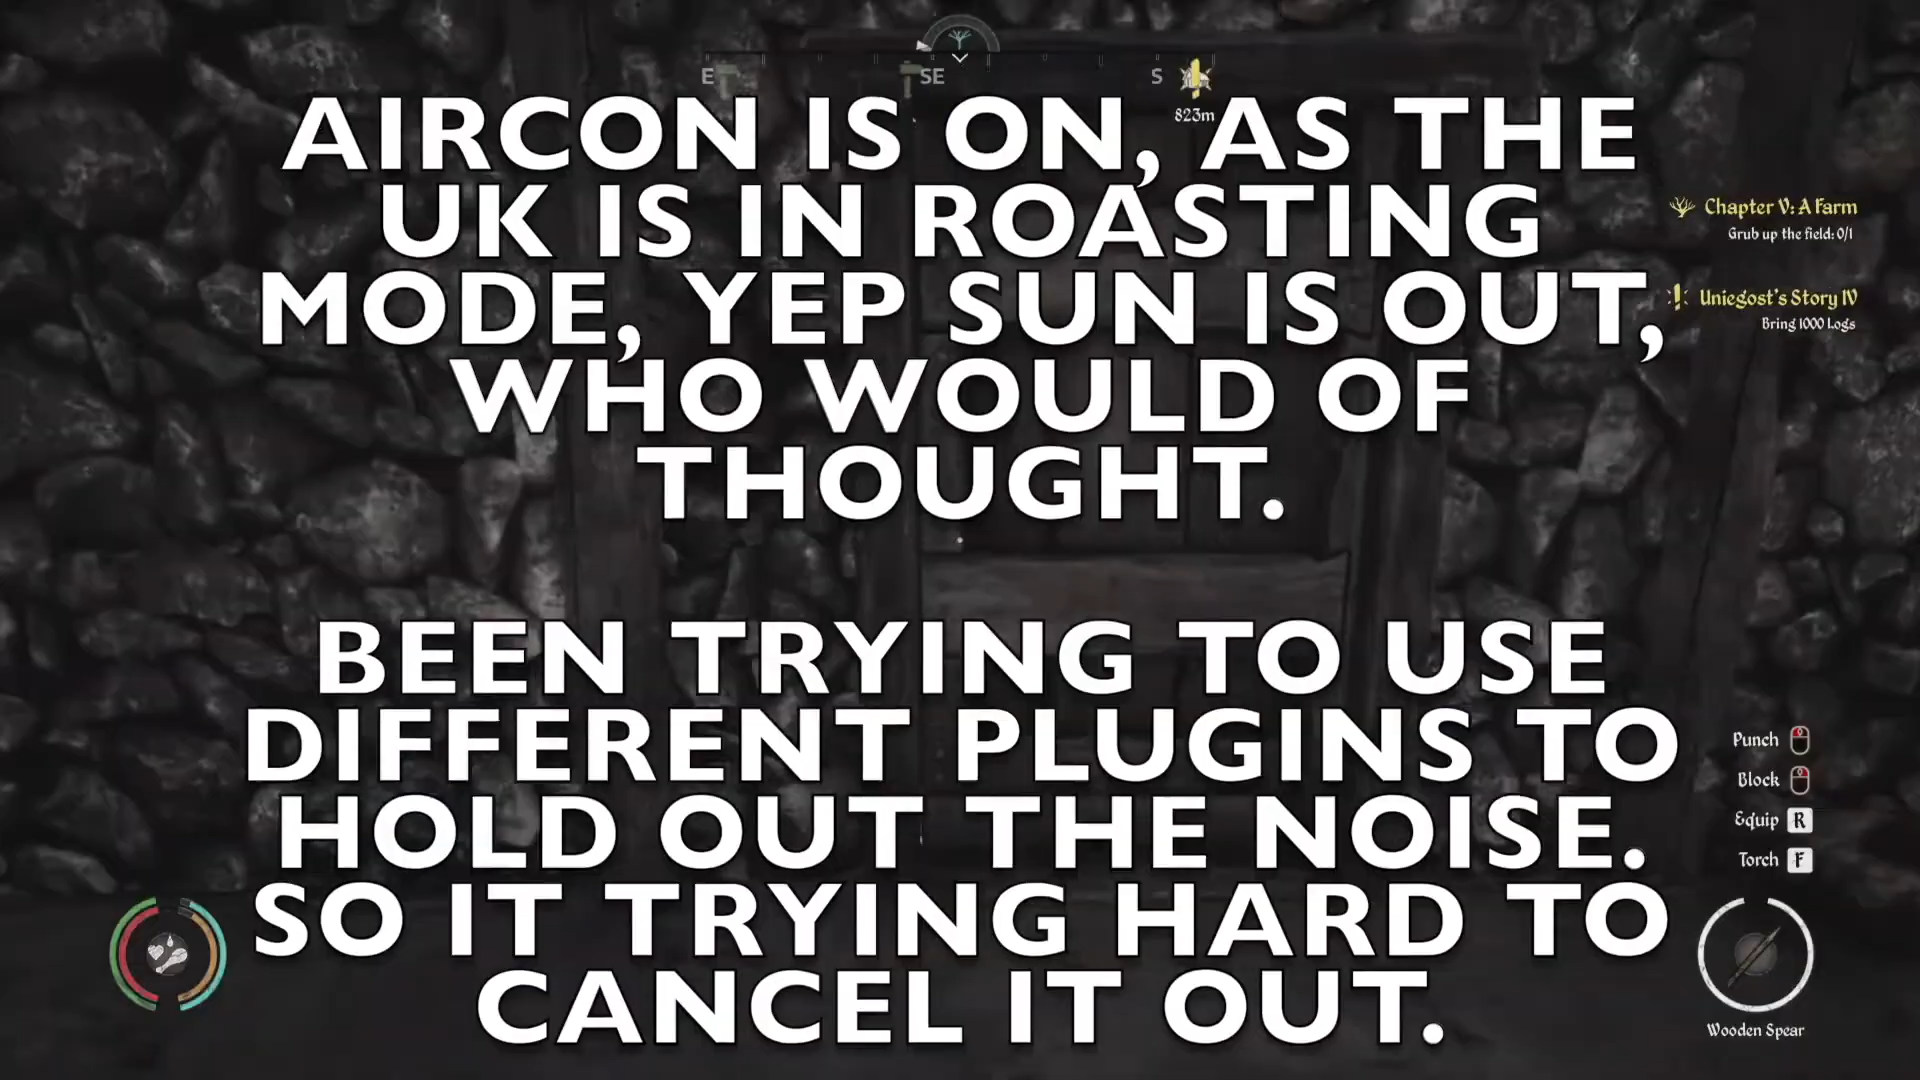 E
SE
S
823m
AIRCON IS ON, AS THE
UK IS IN ROASTING
MODE, YEP SUN IS OUT,
WHO WOULD OF
THOUGHT.
Chapter V: A Farm
Grub up the field: 0/1
Uniegost's Story IV
Bring 1000 Logs
BEEN TRYING TO USE
DIFFERENT PLUGINS TO
HOLD OUT THE NOISE.
SO IT TRYING HARD TO
CANCEL IT OUT.
Punch
Block
Equip R
Torch F
Wooden Spear